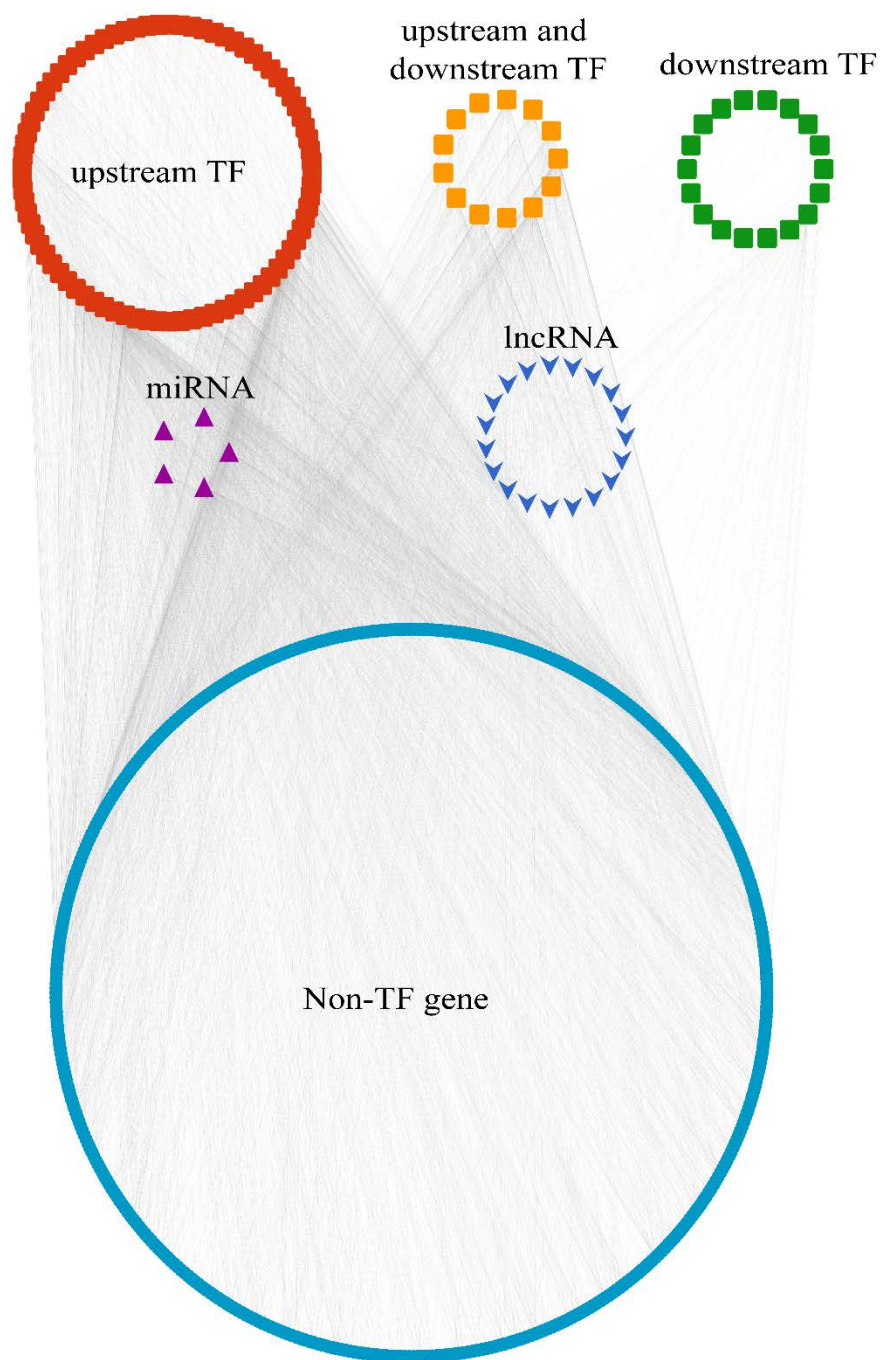 upstream and
downstream TF
downstream TF
upstream TF
lncRNA
miRNA
Non-TF gene